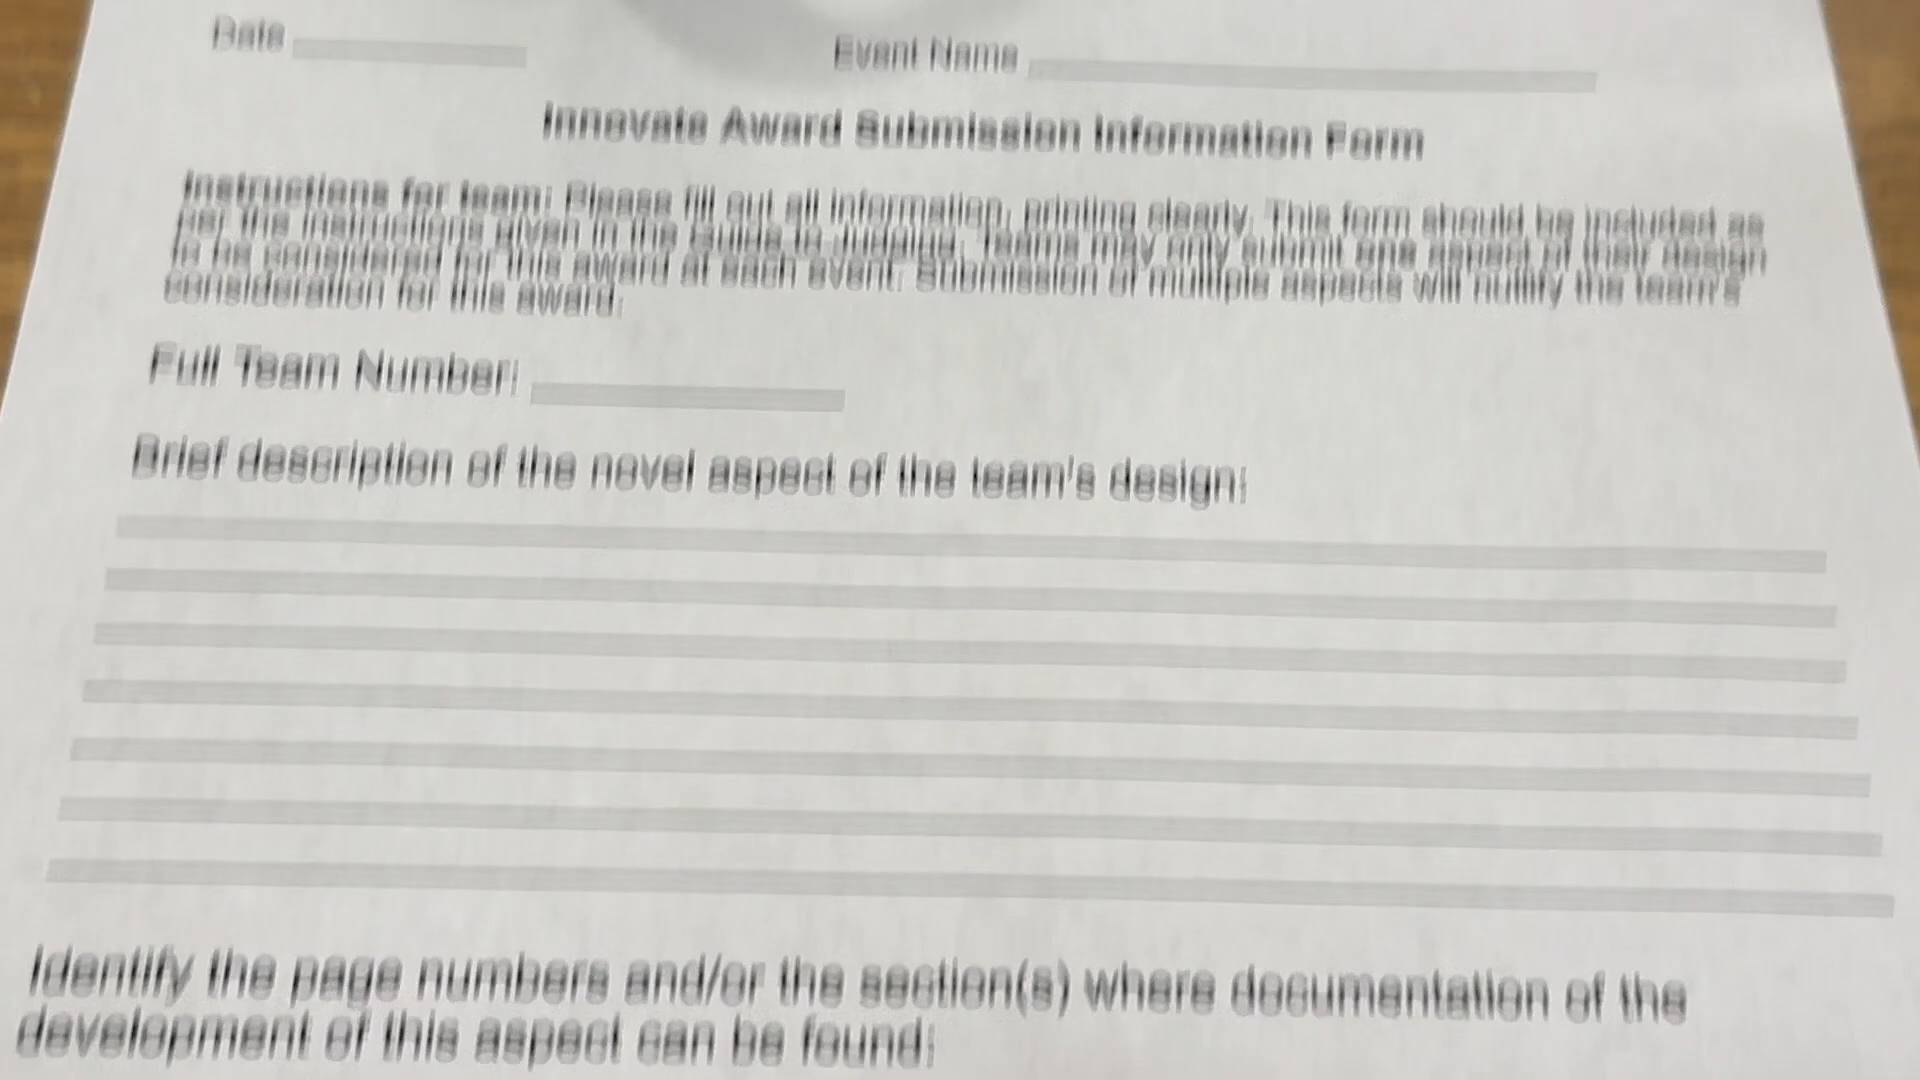 Date Event Name
Innovate Award Submission Information Form
Instructions for team: Please fill out all information, printing clearly. This form should be included as
per the instructions given in the Guide to Judging. Teams may only submit one aspect of their design
to be considered for this award at each event. Submission of multiple aspects will nullify the team's
consideration for this award.
Full Team Number:
Brief description of the novel aspect of the team's design:
Identify the page numbers and/or the section(s) where documentation of the
development of this aspect can be found: